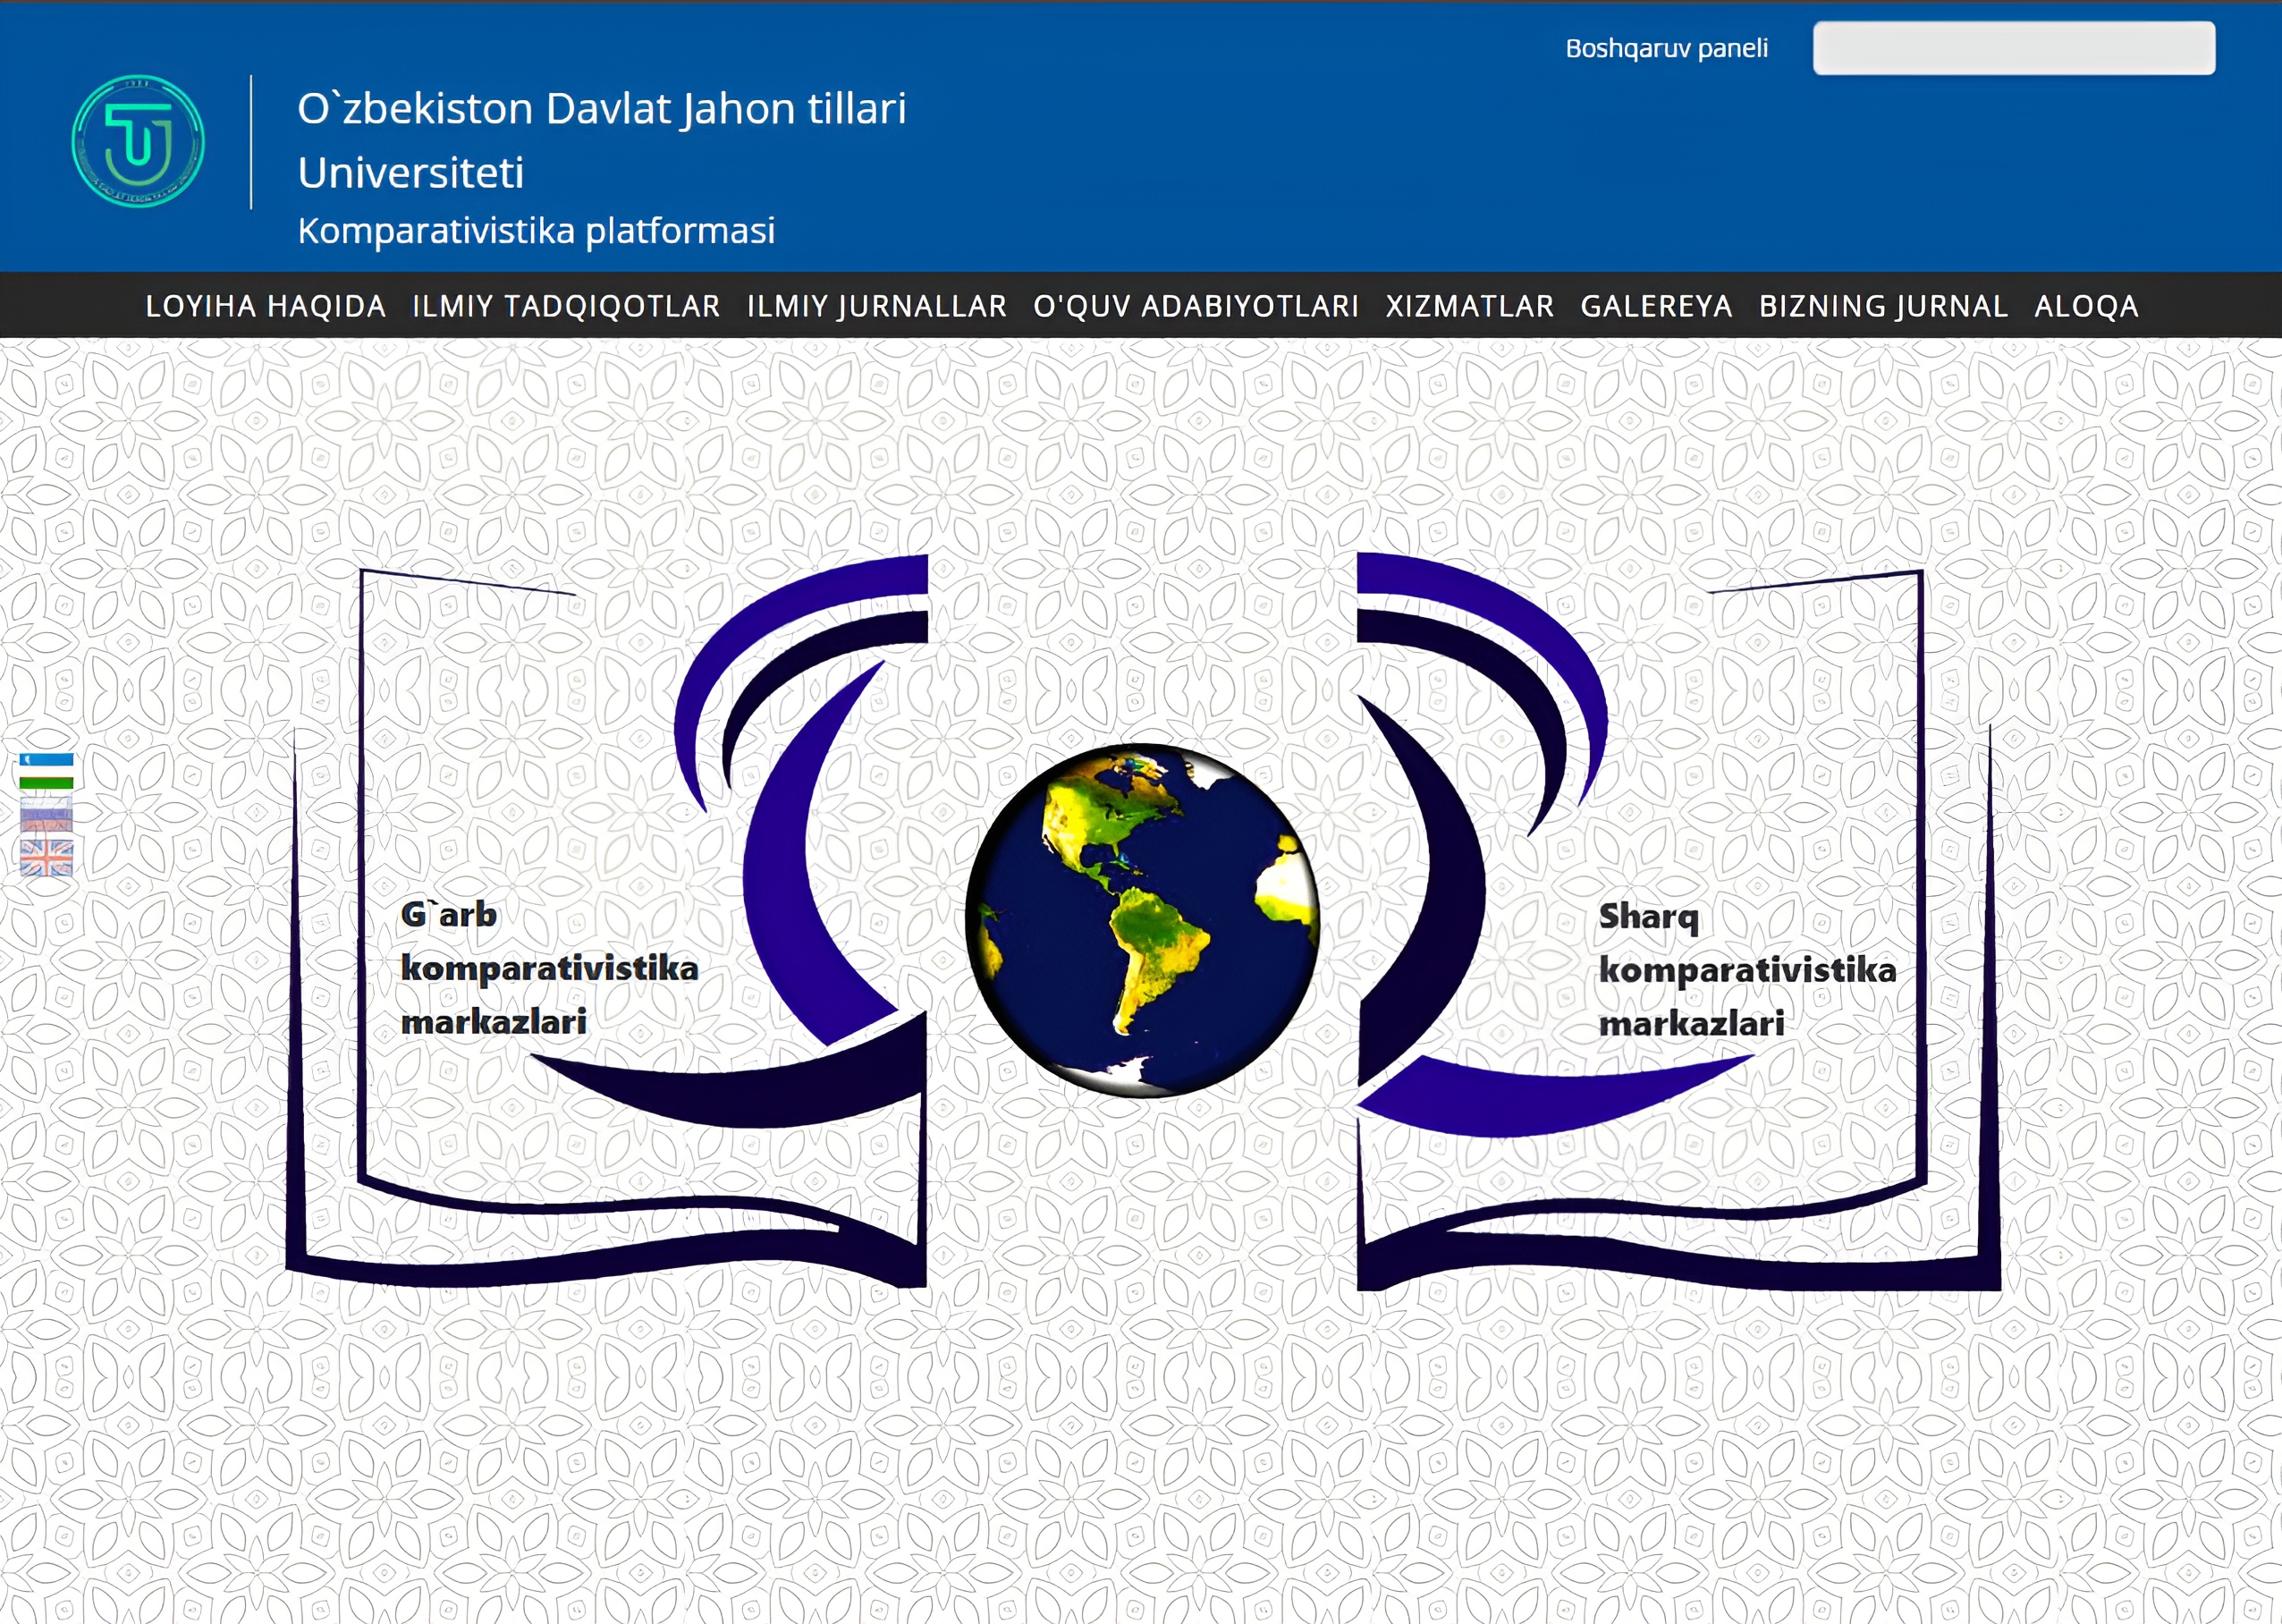 Boshqaruv paneli
O`zbekiston Davlat Jahon tillari
Universiteti
Komparativistika platformasi
LOYIHA HAQIDA ILMIY TADQIQOTLAR ILMIY JURNALLAR O'QUV ADABIYOTLARI XIZMATLAR GALEREYA BIZNING JURNAL ALOQA
G`arb
komparativistika
markazlari
Sharq
komparativistika
markazlari